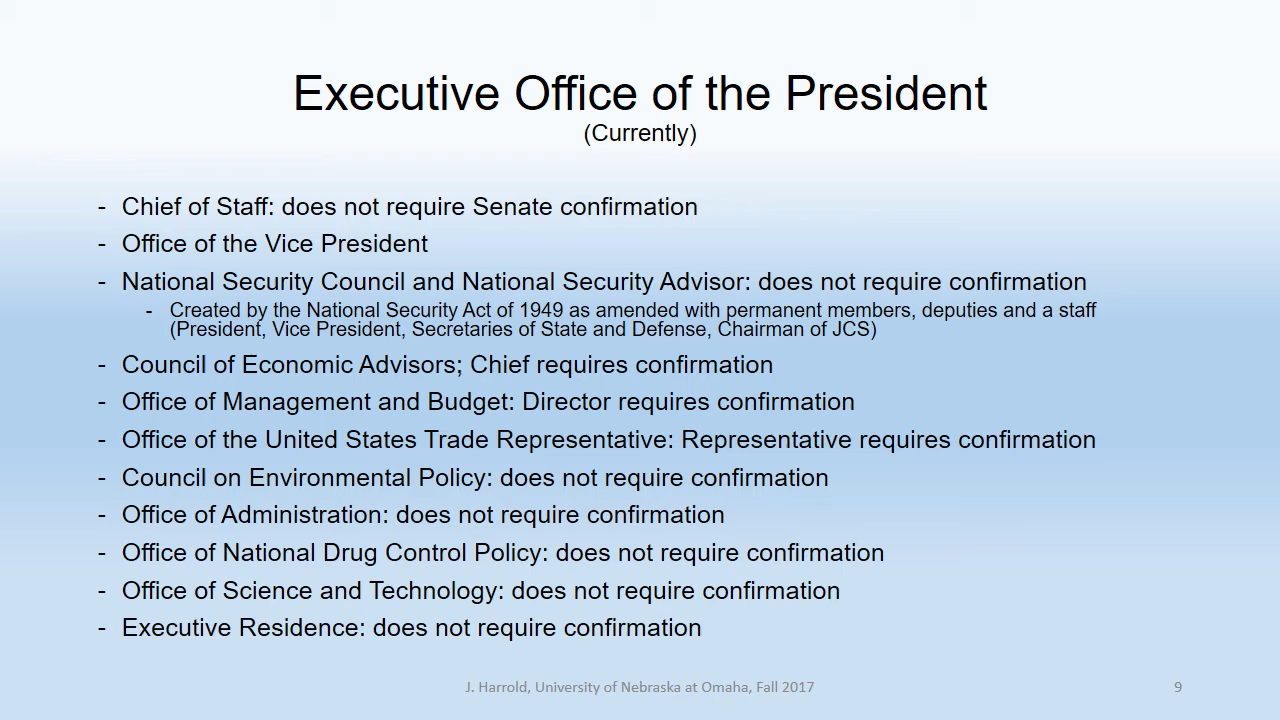 Executive Office of the President
(Currently)
- Chief of Staff: does not require Senate confirmation
- Office of the Vice President
- National Security Council and National Security Advisor: does not require confirmation
- Created by the National Security Act of 1949 as amended with permanent members, deputies and a staff
(President, Vice President, Secretaries of State and Defense, Chairman of JCS)
- Council of Economic Advisors; Chief requires confirmation
- Office of Management and Budget: Director requires confirmation
- Office of the United States Trade Representative: Representative requires confirmation
- Council on Environmental Policy: does not require confirmation
- Office of Administration: does not require confirmation
- Office of National Drug Control Policy: does not require confirmation
- Office of Science and Technology: does not require confirmation
- Executive Residence: does not require confirmation
J. Harrold, University of Nebraska at Omaha, Fall 2017
9